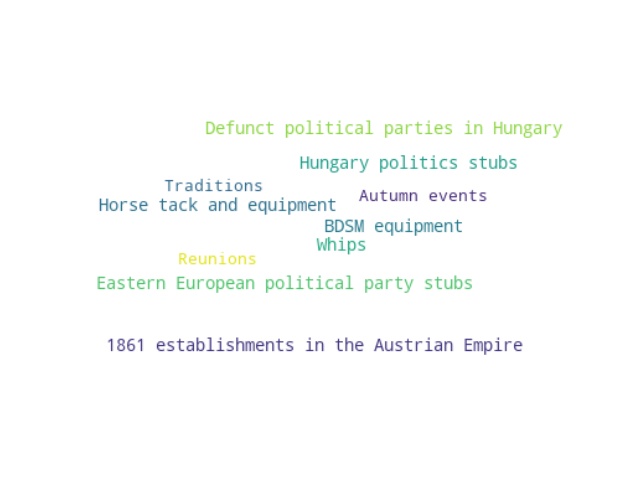 Defunct political parties in Hungary
Hungary politics stubs
Traditions
Autumn events
Horse tack and equipment
BDSM equipment
Whips
Reunions
Eastern European political party stubs
1861 establishments in the Austrian Empire